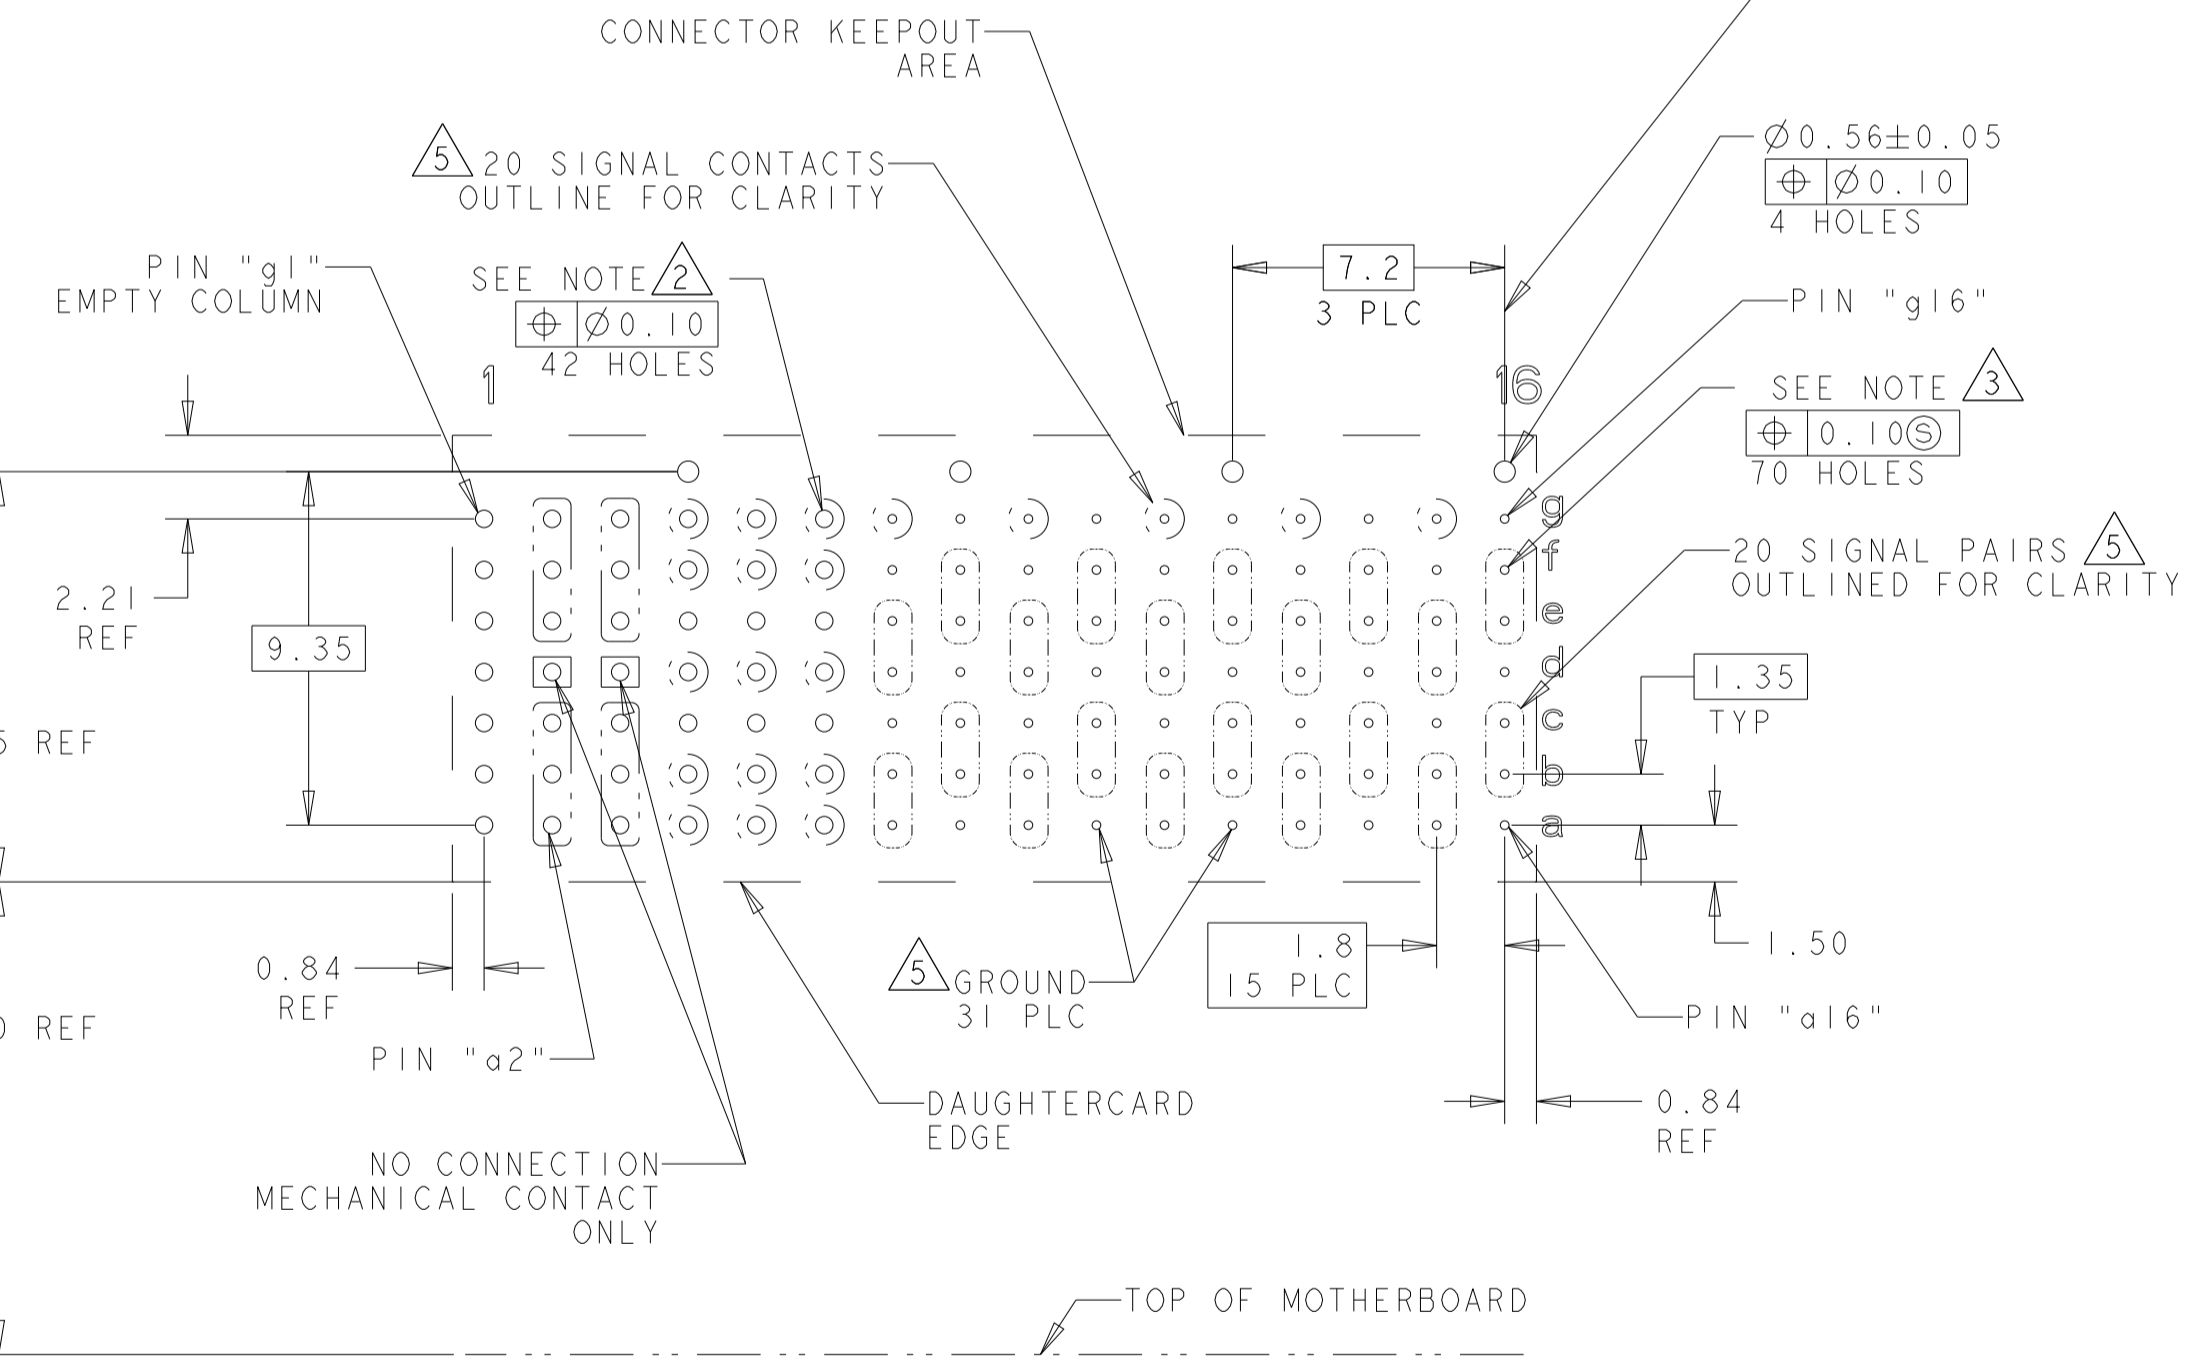 CONNECTOR KEEPOUT
AREA
5 20 SIGNAL CONTACTS
OUTLINE FOR CLARITY
Ø0.56±0.05
⌖ Ø0.10
4 HOLES
PIN "g1"
EMPTY COLUMN
SEE NOTE 2
⌖ Ø0.10
42 HOLES
7.2
3 PLC
PIN "g16"
1
16
SEE NOTE 3
⌖ 0.10Ⓢ
70 HOLES
g
f
e
d
c
b
a
20 SIGNAL PAIRS 5
OUTLINED FOR CLARITY
2.21
REF
9.35
1.35
TYP
5 REF
0.84
REF
5 GROUND
31 PLC
1.8
15 PLC
1.50
PIN "a16"
0 REF
PIN "a2"
DAUGHTERCARD
EDGE
0.84
REF
NO CONNECTION
MECHANICAL CONTACT
ONLY
TOP OF MOTHERBOARD